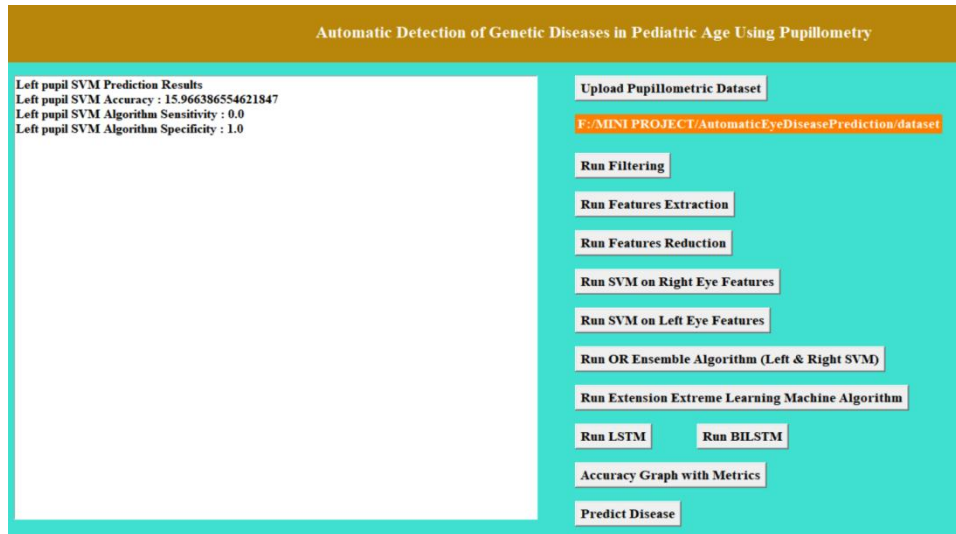 Automatic Detection of Genetic Diseases in Pediatric Age Using Pupillometry
Left pupil SVM Prediction Results
Left pupil SVM Accuracy : 15.966386554621847
Left pupil SVM Algorithm Sensitivity : 0.0
Left pupil SVM Algorithm Specificity : 1.0
Upload Pupillometric Dataset
F:/MINI PROJECT/AutomaticEyeDiseasePrediction/dataset
Run Filtering
Run Features Extraction
Run Features Reduction
Run SVM on Right Eye Features
Run SVM on Left Eye Features
Run OR Ensemble Algorithm (Left & Right SVM)
Run Extension Extreme Learning Machine Algorithm
Run LSTM Run BILSTM
Accuracy Graph with Metrics
Predict Disease